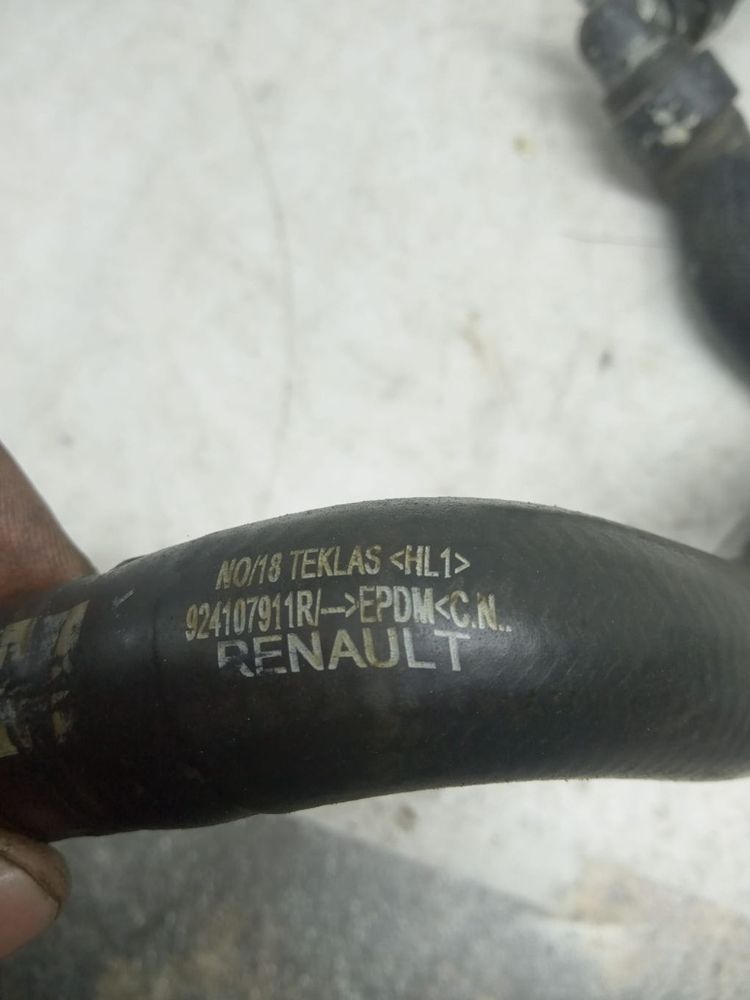 NO/18 TEKLAS <HL1>
924107911R/--->EPDM<C.N..
RENAULT